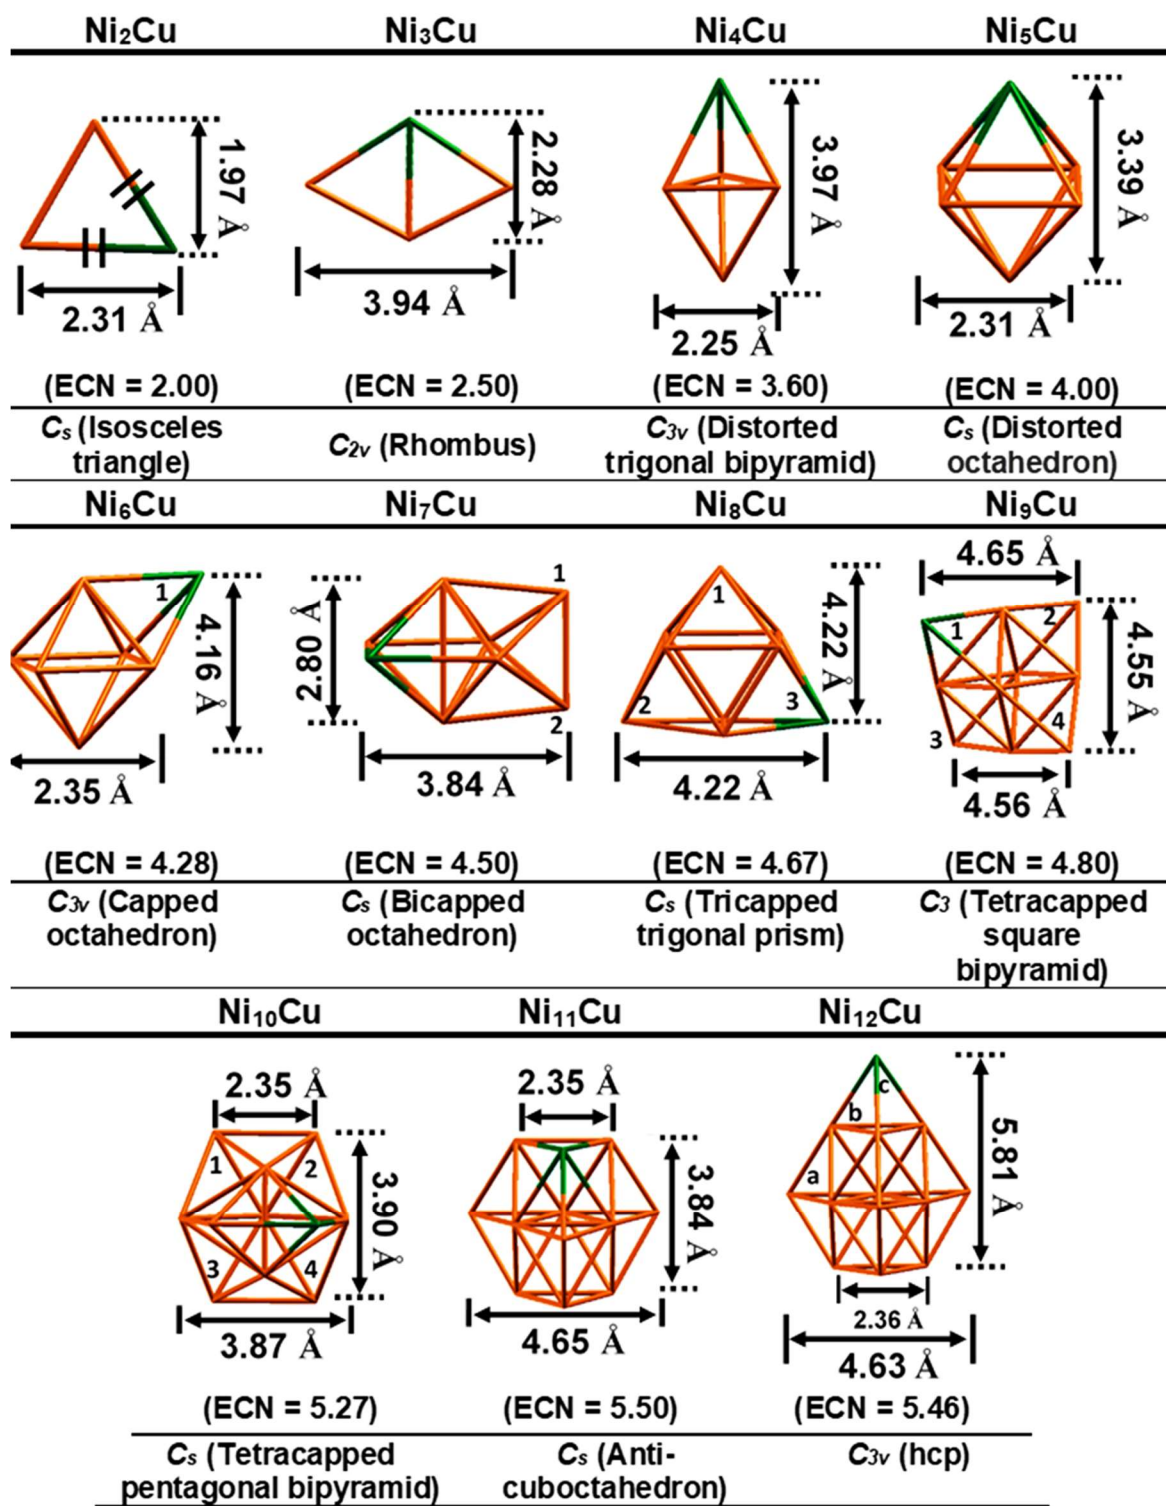 Ni₂Cu Ni₃Cu Ni₄Cu Ni₅Cu
1.97 Å 2.28 Å 3.97 Å 3.39 Å
2.31 Å 3.94 Å 2.25 Å 2.31 Å
(ECN = 2.00) (ECN = 2.50) (ECN = 3.60) (ECN = 4.00)
Cs (Isosceles C2v (Rhombus) C3v (Distorted Cs (Distorted
triangle) trigonal bipyramid) octahedron)
Ni₆Cu Ni₇Cu Ni₈Cu Ni₉Cu
4.65 Å
1 1 1 1 2
4.16 Å 2.80 Å 4.22 Å 4.55 Å
2 2 3 3 4
2.35 Å 3.84 Å 4.22 Å 4.56 Å
(ECN = 4.28) (ECN = 4.50) (ECN = 4.67) (ECN = 4.80)
C3v (Capped Cs (Bicapped Cs (Tricapped C3 (Tetracapped
octahedron) octahedron) trigonal prism) square
bipyramid)
Ni₁₀Cu Ni₁₁Cu Ni₁₂Cu
2.35 Å 2.35 Å
c
b
1 2 a
3.90 Å 3.84 Å 5.81 Å
3 4
2.36 Å
3.87 Å 4.65 Å 4.63 Å
(ECN = 5.27) (ECN = 5.50) (ECN = 5.46)
Cs (Tetracapped Cs (Anti- C3v (hcp)
pentagonal bipyramid) cuboctahedron)